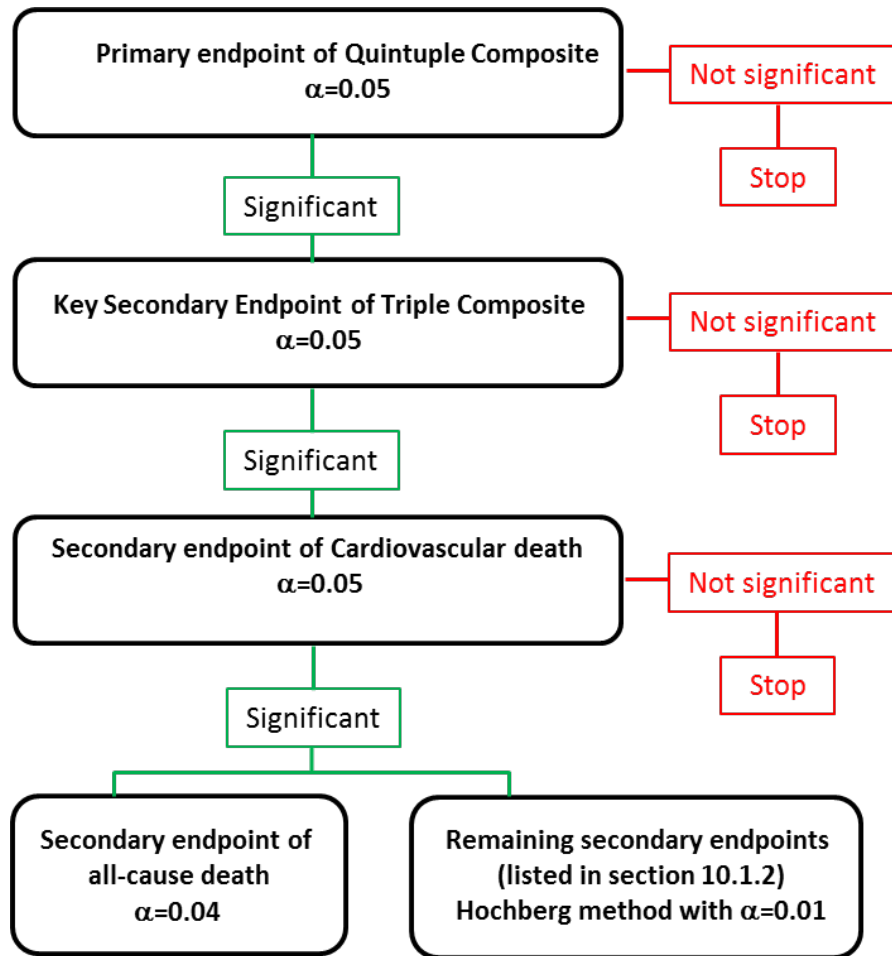 Primary endpoint of Quintuple Composite
α=0.05
Not significant
Stop
Significant
Key Secondary Endpoint of Triple Composite
α=0.05
Not significant
Stop
Significant
Secondary endpoint of Cardiovascular death
α=0.05
Not significant
Stop
Significant
Secondary endpoint of
all-cause death
α=0.04
Remaining secondary endpoints
(listed in section 10.1.2)
Hochberg method with α=0.01